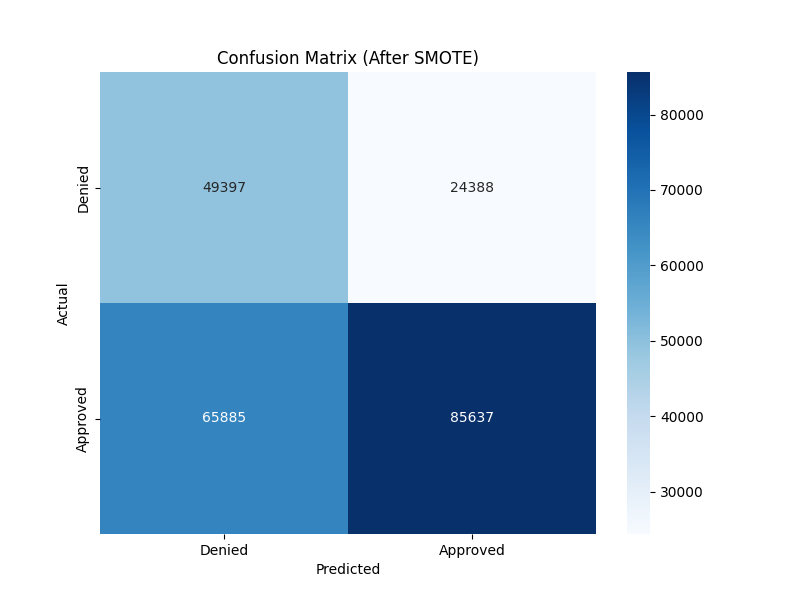 Confusion Matrix (After SMOTE)
Actual
Denied
49397
24388
Approved
65885
85637
Denied
Approved
Predicted
80000
70000
60000
50000
40000
30000